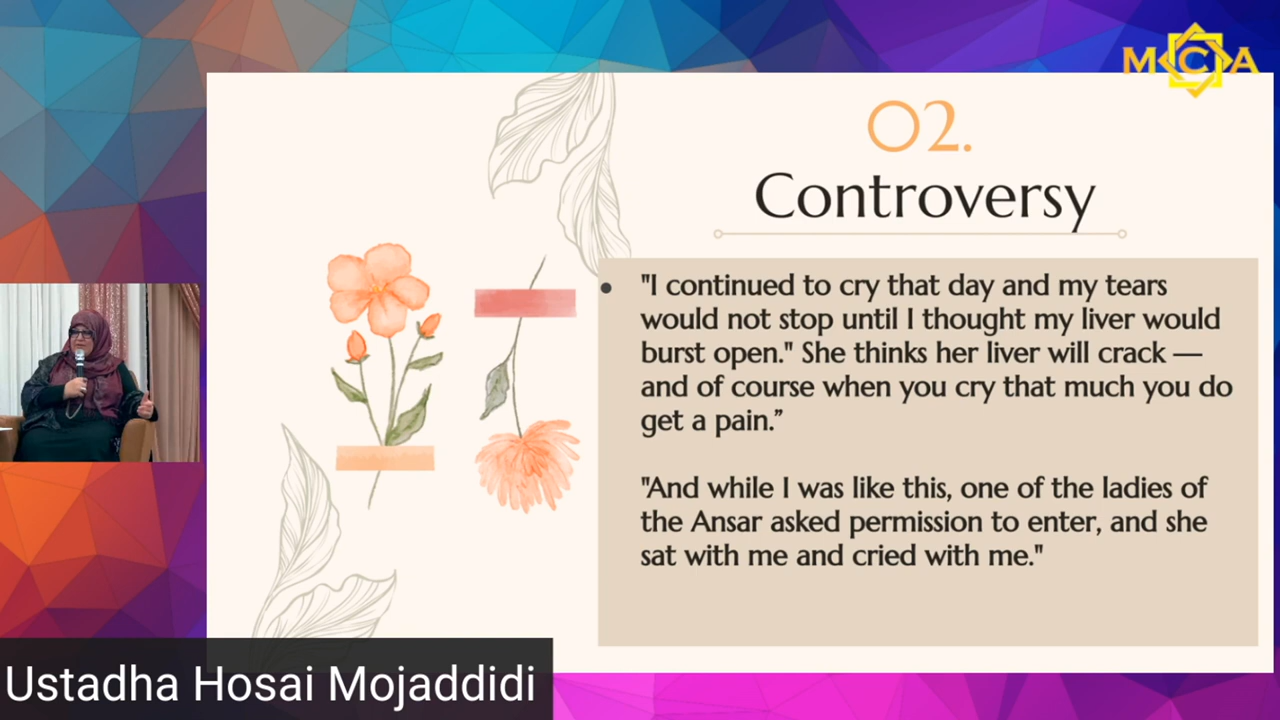 MCA
02.
Controversy
• "I continued to cry that day and my tears
would not stop until I thought my liver would
burst open." She thinks her liver will crack —
and of course when you cry that much you do
get a pain.”
"And while I was like this, one of the ladies of
the Ansar asked permission to enter, and she
sat with me and cried with me."
Ustadha Hosai Mojaddidi